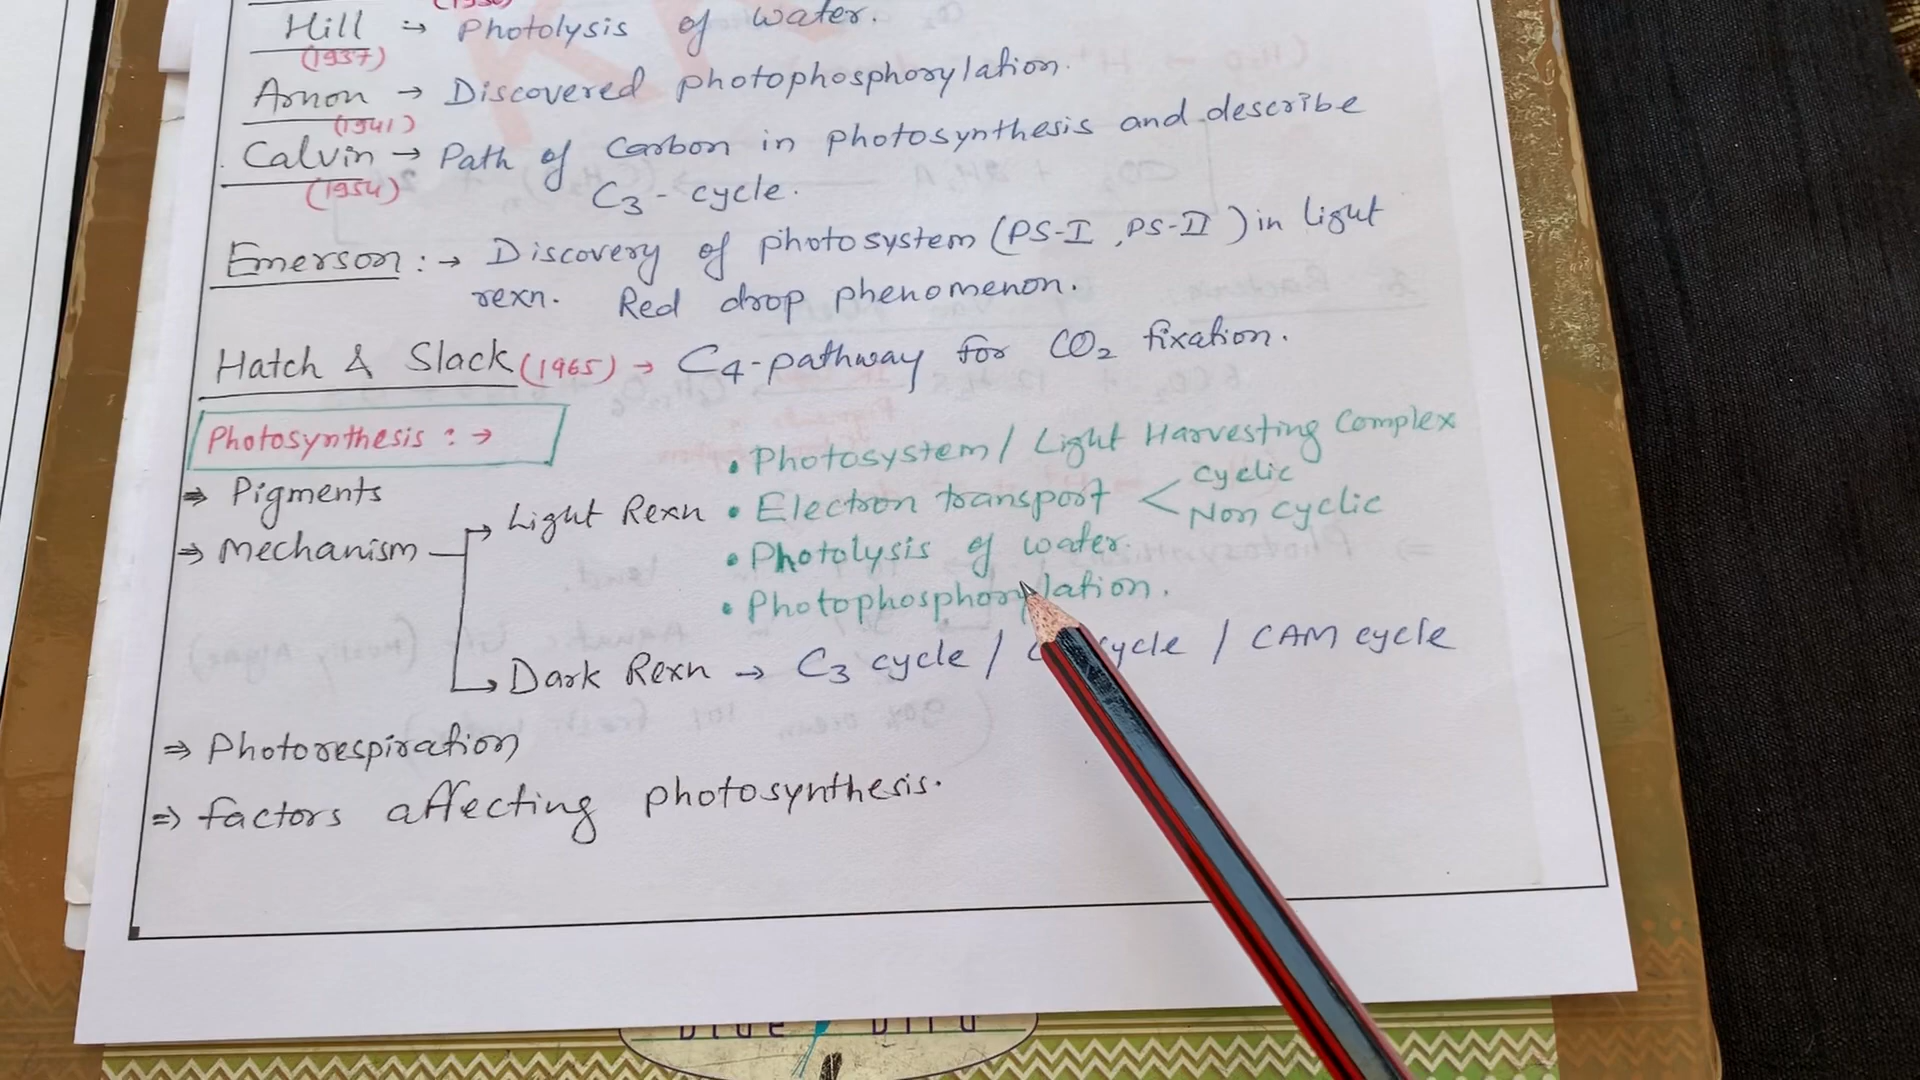 Hill :→ Photolysis of water.
(1937)
Arnon → Discovered photophosphorylation.
(1941)
Calvin → Path of Carbon in photosynthesis and describe
(1954) C3-cycle.
Emerson :→ Discovery of photosystem (PS-I, PS-II) in light
rexn. Red drop phenomenon.
Hatch & Slack (1965) → C4-pathway for CO2 fixation.
Photosynthesis :→
• Photosystem / Light Harvesting Complex
⇒ Pigments
• Electron transport < cyclic
Non cyclic
⇒ Mechanism → Light Rexn
• Photolysis of water.
• Photophosphorylation.
→ Dark Rexn → C3 cycle / C cycle / CAM cycle
⇒ Photorespiration
⇒ factors affecting photosynthesis.